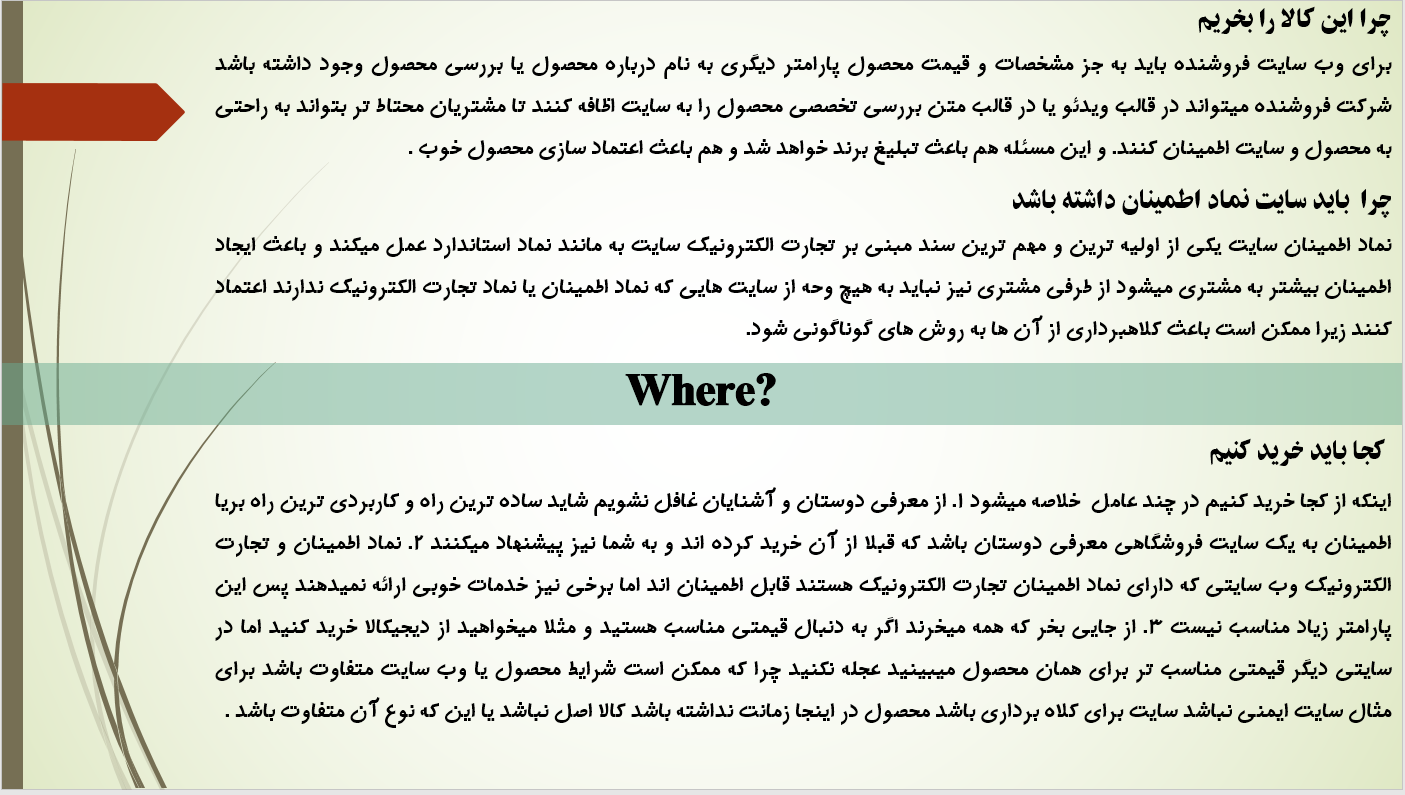 چرا این کالا را بخریم
برای وب سایت فروشنده باید به جز مشخصات و قیمت محصول پارامتر دیگری به نام درباره محصول یا بررسی محصول وجود داشته باشد
شرکت فروشنده میتواند در قالب ویدئو یا در قالب متن بررسی تخصصی محصول را به سایت اظافه کنند تا مشتریان محتاط تر بتواند به راحتی
به محصول و سایت اطمینان کنند. و این مسئله هم باعث تبلیغ برند خواهد شد و هم باعث اعتماد سازی محصول خوب .
چرا باید سایت نماد اطمینان داشته باشد
نماد اطمینان سایت یکی از اولیه ترین و مهم ترین سند مبنی بر تجارت الکترونیک سایت به مانند نماد استاندارد عمل میکند و باعث ایجاد
اطمینان بیشتر به مشتری میشود از طرفی مشتری نیز نباید به هیچ وحه از سایت هایی که نماد اطمینان یا نماد تجارت الکترونیک ندارند اعتماد
کنند زیرا ممکن است باعث کلاهبرداری از آن ها به روش های گوناگونی شود.
Where?
کجا باید خرید کنیم
اینکه از کجا خرید کنیم در چند عامل خلاصه میشود ۱. از معرفی دوستان و آشنایان غافل نشویم شاید ساده ترین راه و کاربردی ترین راه بریا
اطمینان به یک سایت فروشگاهی معرفی دوستان باشد که قبلا از آن خرید کرده اند و به شما نیز پیشنهاد میکنند ۲. نماد اطمینان و تجارت
الکترونیک وب سایتی که دارای نماد اطمینان تجارت الکترونیک هستند قابل اطمینان اند اما برخی نیز خدمات خوبی ارائه نمیدهند پس این
پارامتر زیاد مناسب نیست ۳. از جایی بخر که همه میخرند اگر به دنبال قیمتی مناسب هستید و مثلا میخواهید از دیجیکالا خرید کنید اما در
سایتی دیگر قیمتی مناسب تر برای همان محصول میبینید عجله نکنید چرا که ممکن است شرایط محصول یا وب سایت متفاوت باشد برای
مثال سایت ایمنی نباشد سایت برای کلاه برداری باشد محصول در اینجا زمانت نداشته باشد کالا اصل نباشد یا این که نوع آن متفاوت باشد .